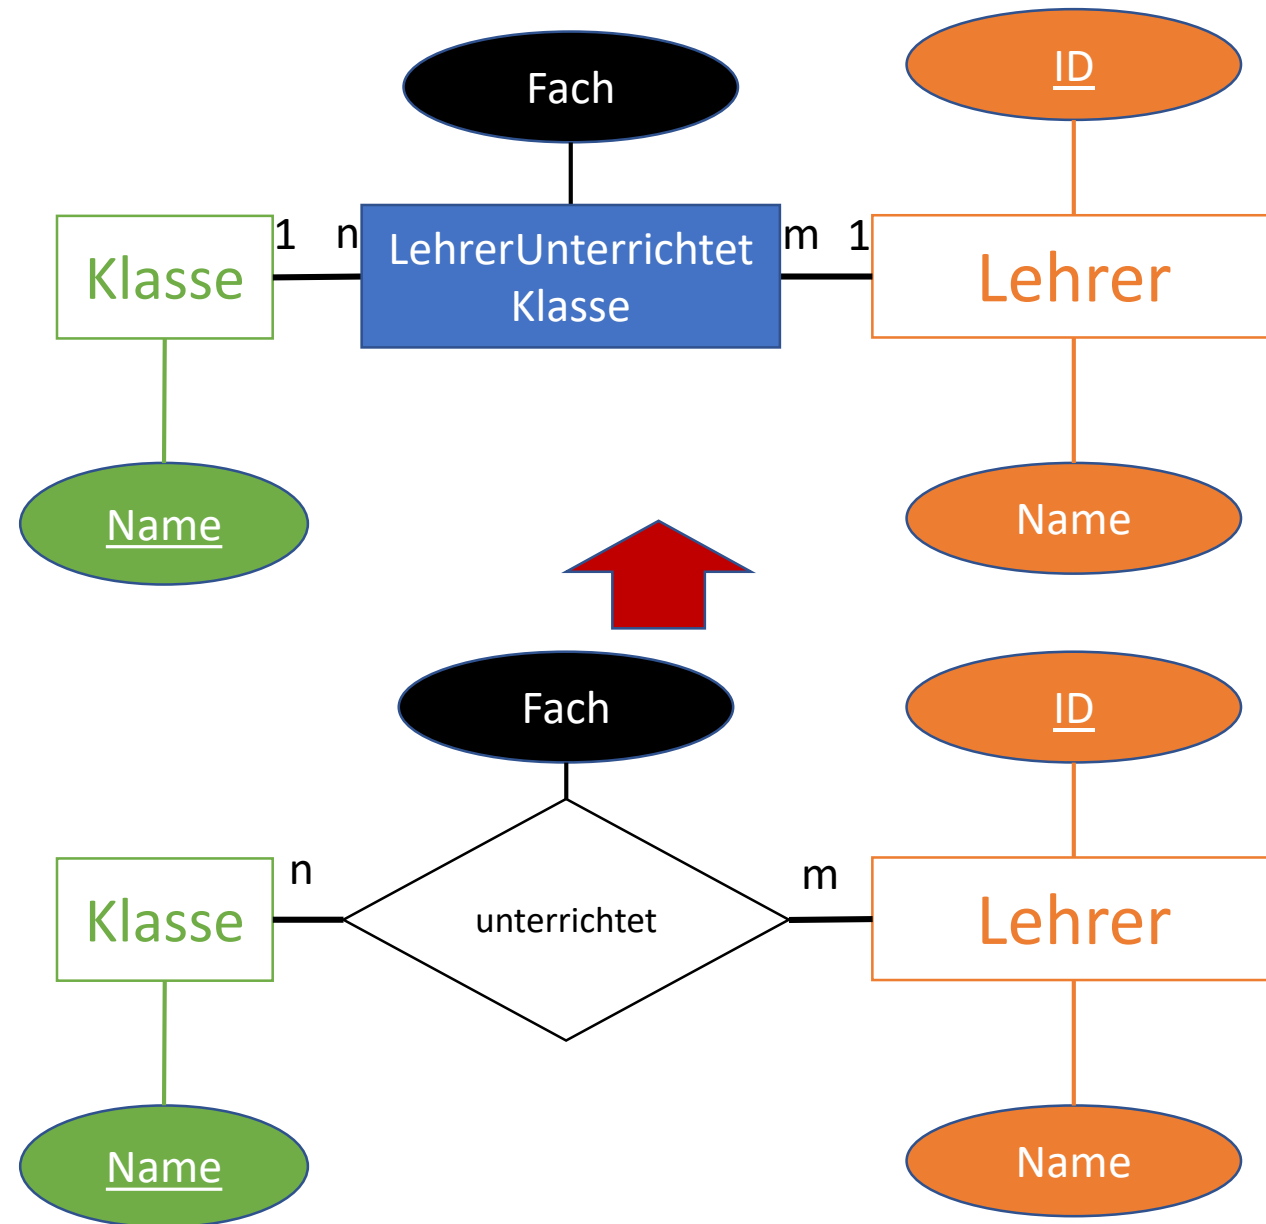 ID
Fach
1 n
m 1
Klasse
LehrerUnterrichtet
Klasse
Lehrer
Name
Name
Fach
ID
n
m
Klasse
unterrichtet
Lehrer
Name
Name